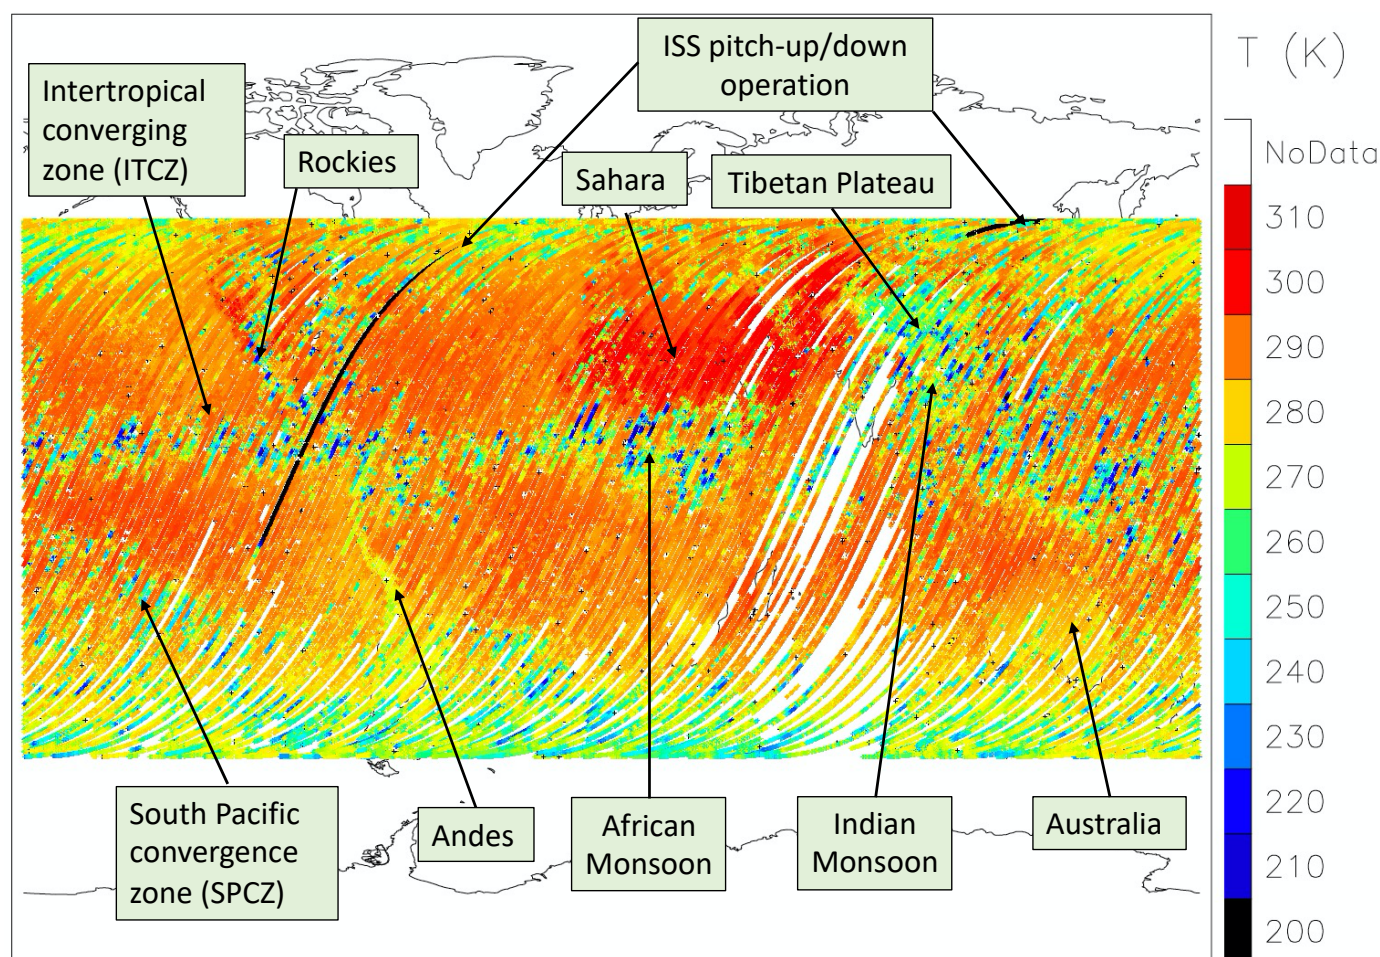 ISS pitch-up/down
operation
T (K)
Intertropical
converging
zone (ITCZ)
Rockies
Sahara
Tibetan Plateau
NoData
310
300
290
280
270
260
250
240
230
220
210
200
South Pacific
convergence
zone (SPCZ)
Andes
African
Monsoon
Indian
Monsoon
Australia